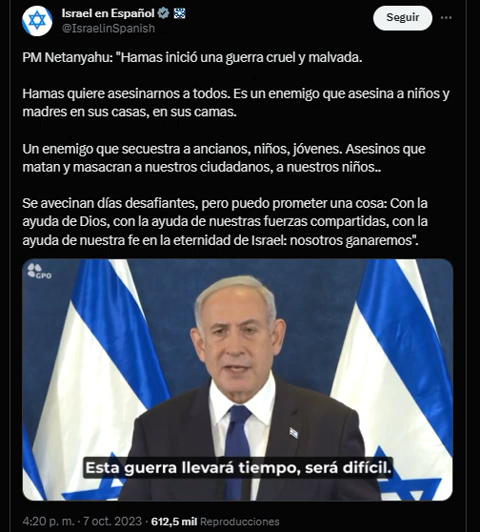 Israel en Español
@IsraelinSpanish
Seguir
PM Netanyahu: "Hamas inició una guerra cruel y malvada.
Hamas quiere asesinarnos a todos. Es un enemigo que asesina a niños y
madres en sus casas, en sus camas.
Un enemigo que secuestra a ancianos, niños, jóvenes. Asesinos que
matan y masacran a nuestros ciudadanos, a nuestros niños..
Se avecinan días desafiantes, pero puedo prometer una cosa: Con la
ayuda de Dios, con la ayuda de nuestras fuerzas compartidas, con la
ayuda de nuestra fe en la eternidad de Israel: nosotros ganaremos".
GPO
Esta guerra llevará tiempo, será difícil.
4:20 p. m. · 7 oct. 2023 · 612,5 mil Reproducciones